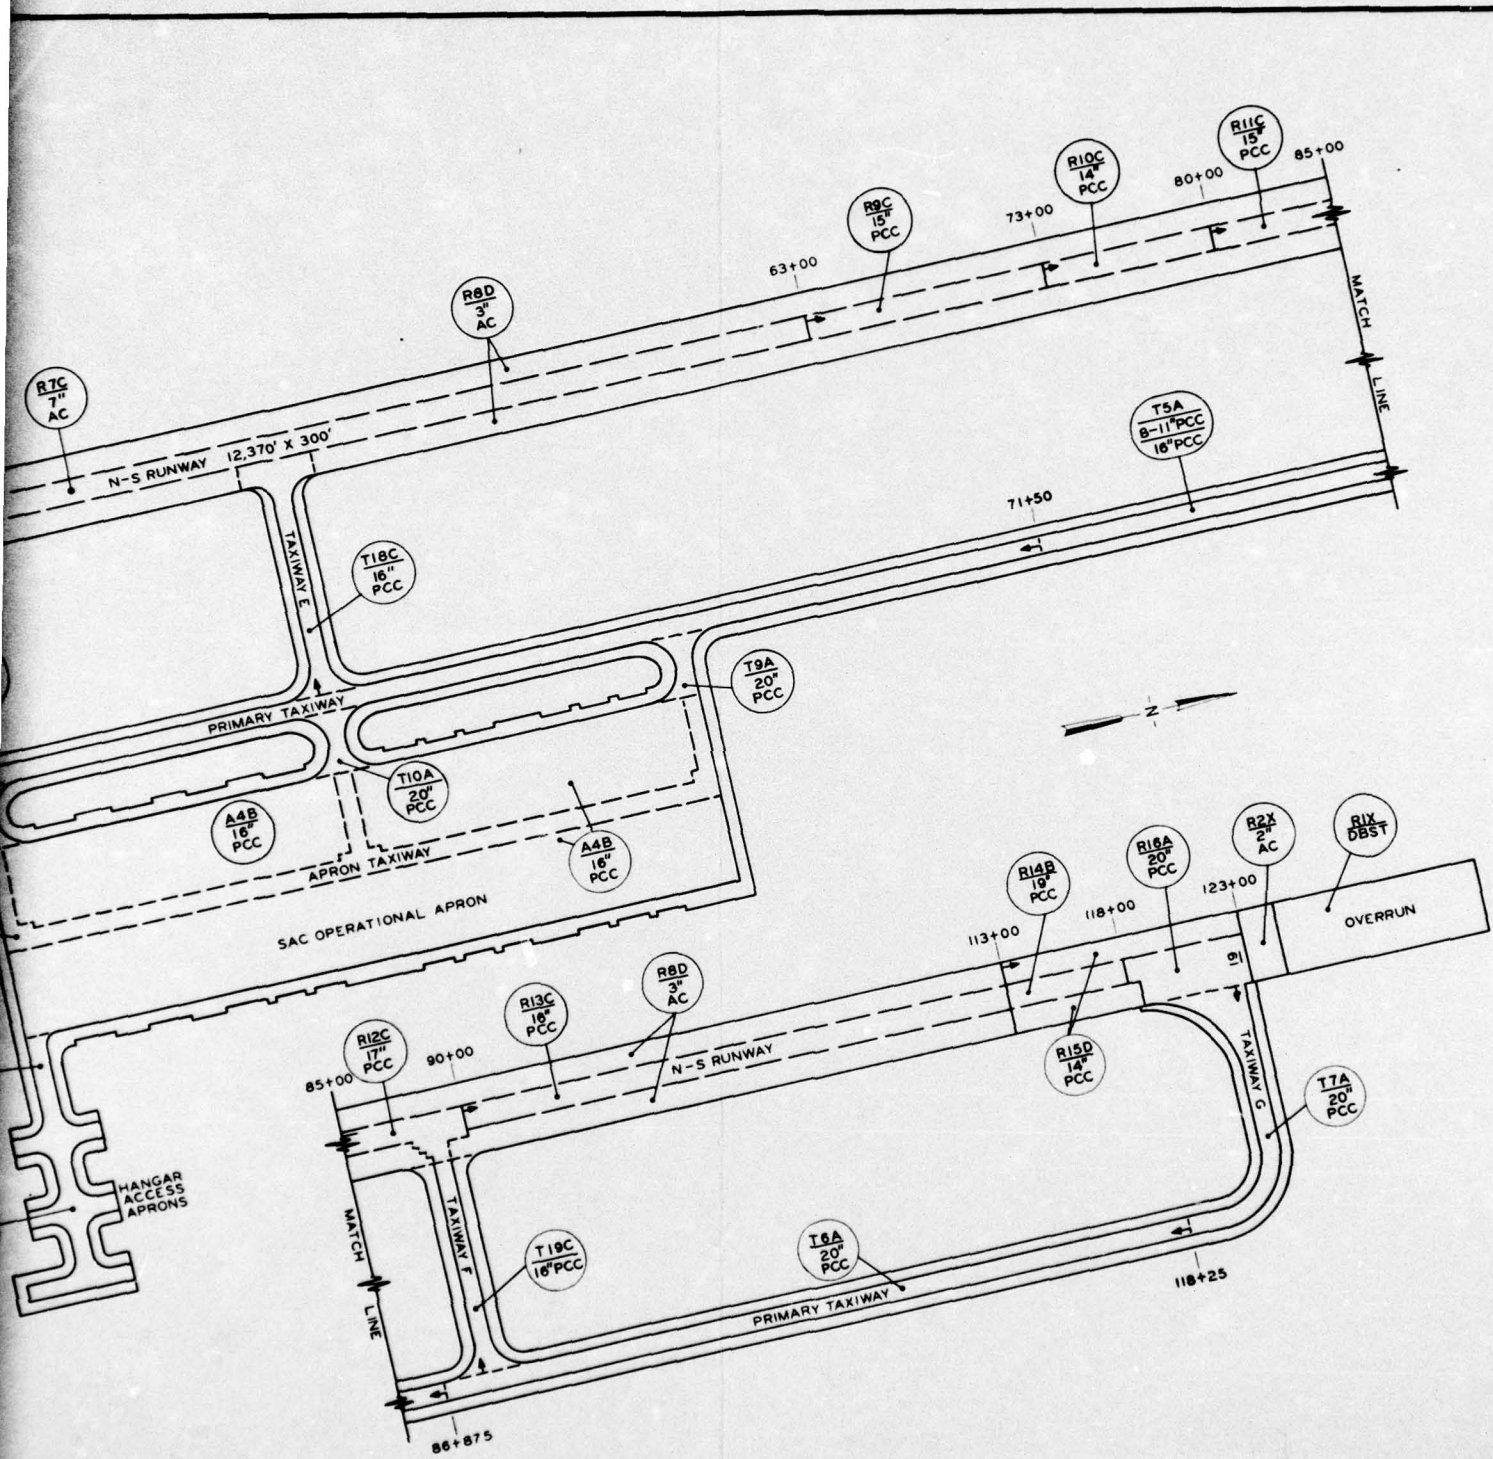 R11C
15"
PCC
85+00
R10C
14"
PCC
80+00
R9C
15"
PCC
73+00
63+00
R8D
3"
AC
MATCH
LINE
R7C
7"
AC
N-S RUNWAY 12,370' X 300'
T5A
8-11"PCC
16"PCC
71+50
TAXIWAY E
T18C
16"
PCC
T9A
20"
PCC
PRIMARY TAXIWAY
N
T10A
20"
PCC
A4B
16"
PCC
A4B
16"
PCC
APRON TAXIWAY
SAC OPERATIONAL APRON
R1X
DBST
R2X
2"
AC
R16A
20"
PCC
R14B
19"
PCC
123+00
118+00
113+00
OVERRUN
19
R8D
3"
AC
R13C
16"
PCC
R12C
17"
PCC
90+00
85+00
N-S RUNWAY
R15D
14"
PCC
TAXIWAY G
T7A
20"
PCC
HANGAR
ACCESS
APRONS
MATCH
LINE
TAXIWAY F
T19C
16"PCC
T6A
20"
PCC
PRIMARY TAXIWAY
118+25
86+87.5